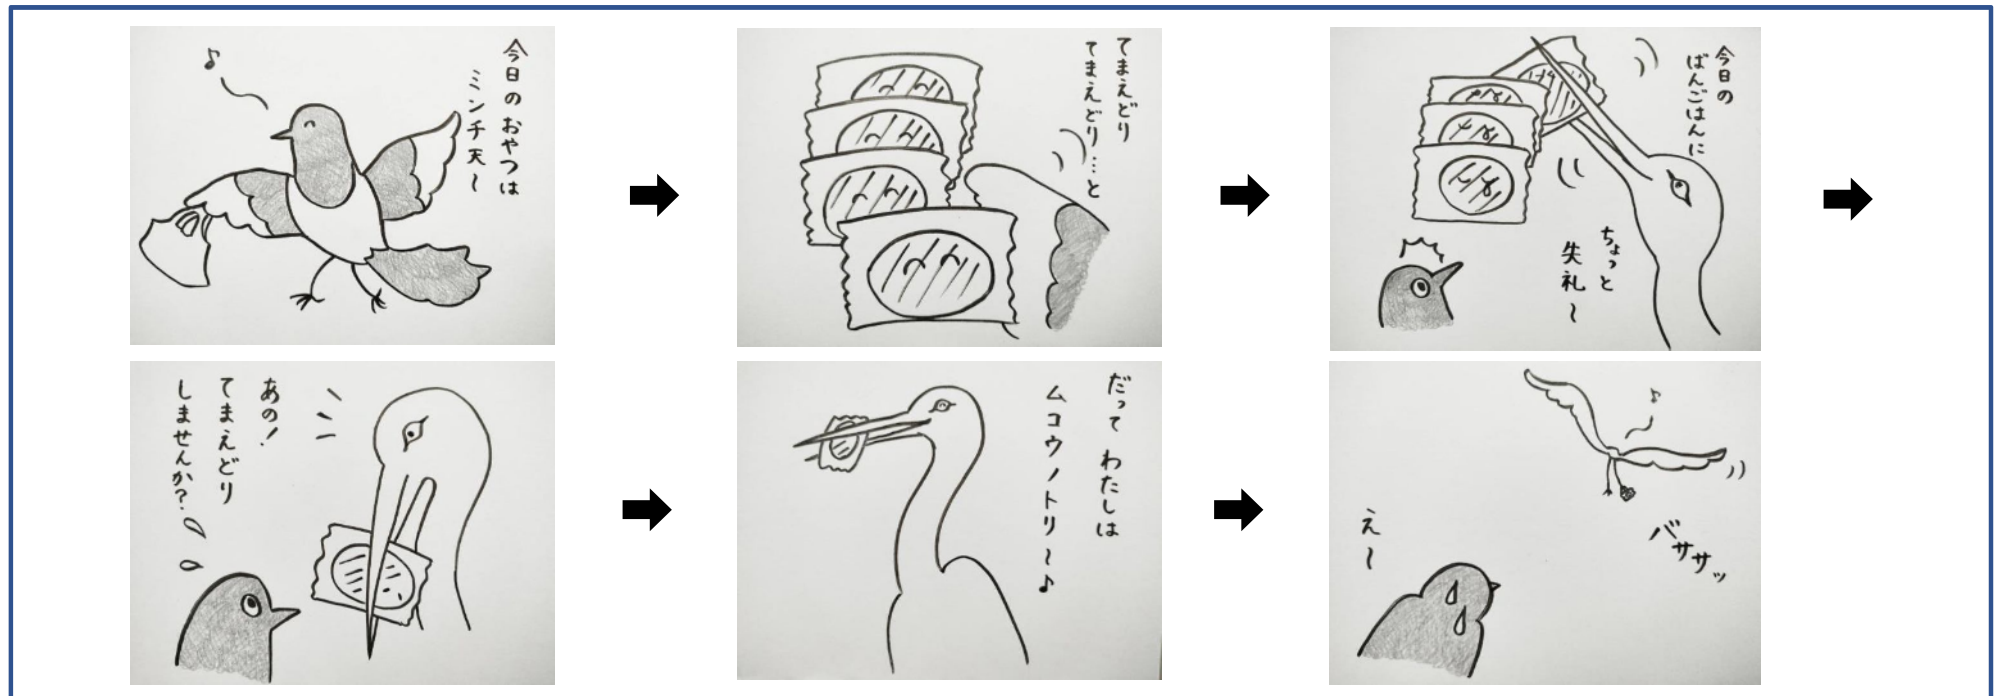 今日のおやつは
ミンチ天～
てまえどり
てまえどり…と
今日の
ばんごはんに
ちょっと
失礼～
あの！
てまえどり
しませんか？
だって わたしは
ムコウノトリ～♪
え～
バササッ